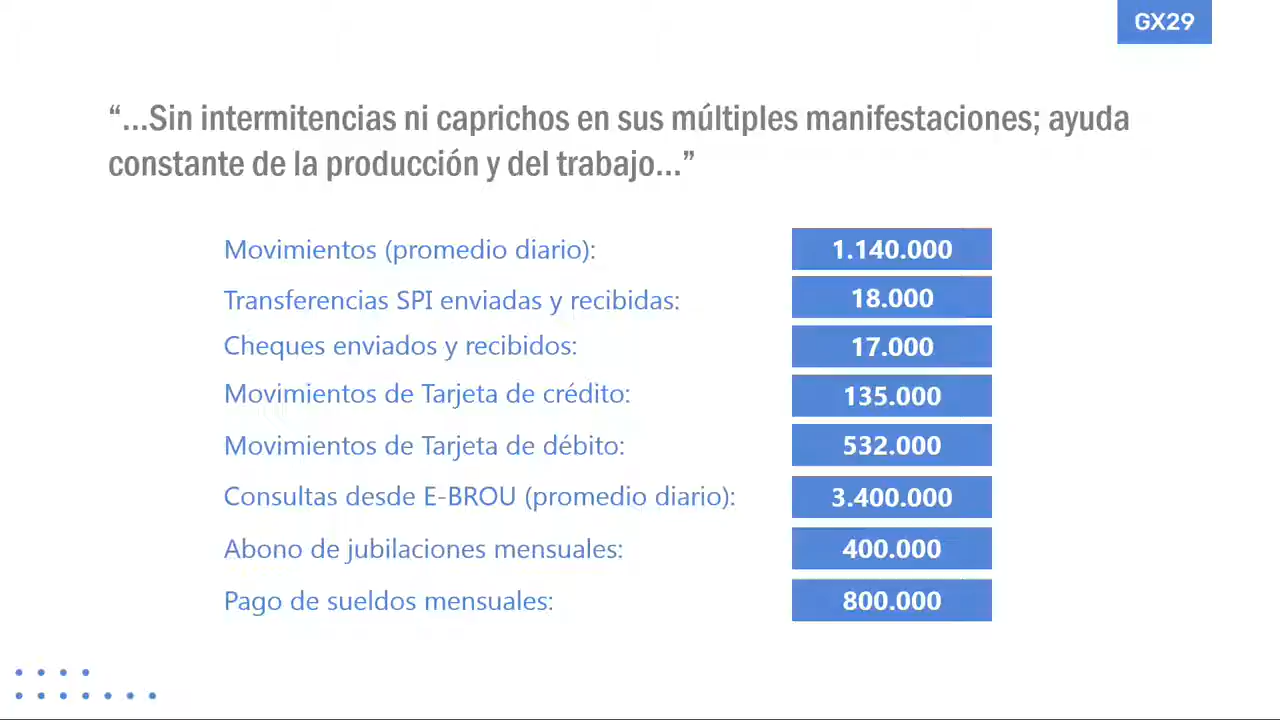 GX29
“...Sin intermitencias ni caprichos en sus múltiples manifestaciones; ayuda
constante de la producción y del trabajo...”
Movimientos (promedio diario): 1.140.000
Transferencias SPI enviadas y recibidas: 18.000
Cheques enviados y recibidos: 17.000
Movimientos de Tarjeta de crédito: 135.000
Movimientos de Tarjeta de débito: 532.000
Consultas desde E-BROU (promedio diario): 3.400.000
Abono de jubilaciones mensuales: 400.000
Pago de sueldos mensuales: 800.000